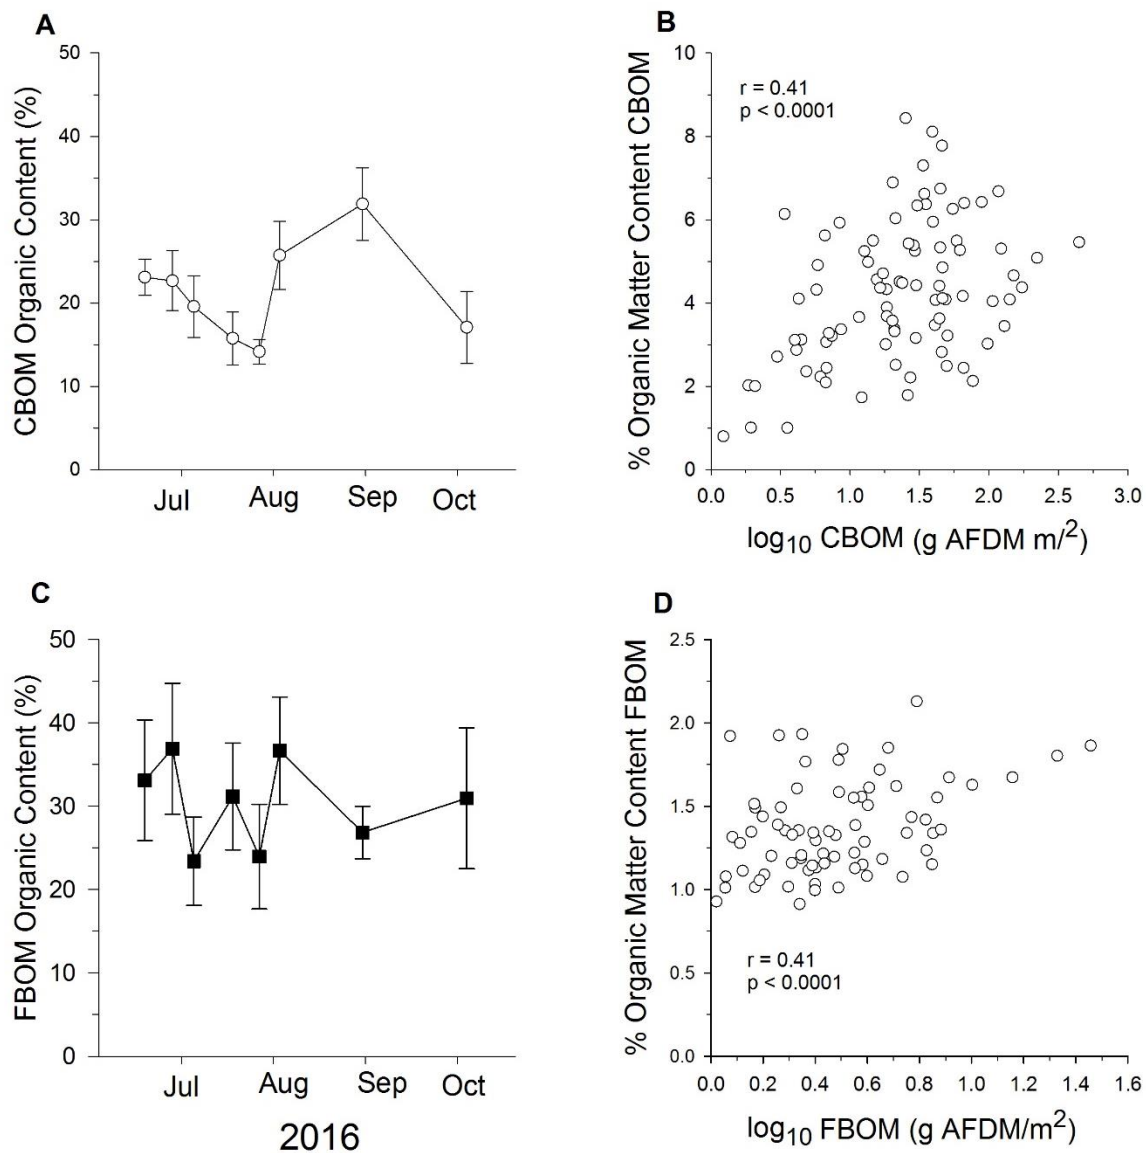 A
CBOM Organic Content (%)
50
40
30
20
10
0
Jul Aug Sep Oct
B
% Organic Matter Content CBOM
10
8
6
4
2
0
r = 0.41
p < 0.0001
0.0 0.5 1.0 1.5 2.0 2.5 3.0
log₁₀ CBOM (g AFDM m/²)
C
FBOM Organic Content (%)
50
40
30
20
10
0
Jul Aug Sep Oct
2016
D
% Organic Matter Content FBOM
2.5
2.0
1.5
1.0
0.5
0.0
r = 0.41
p < 0.0001
0.0 0.2 0.4 0.6 0.8 1.0 1.2 1.4 1.6
log₁₀ FBOM (g AFDM/m²)